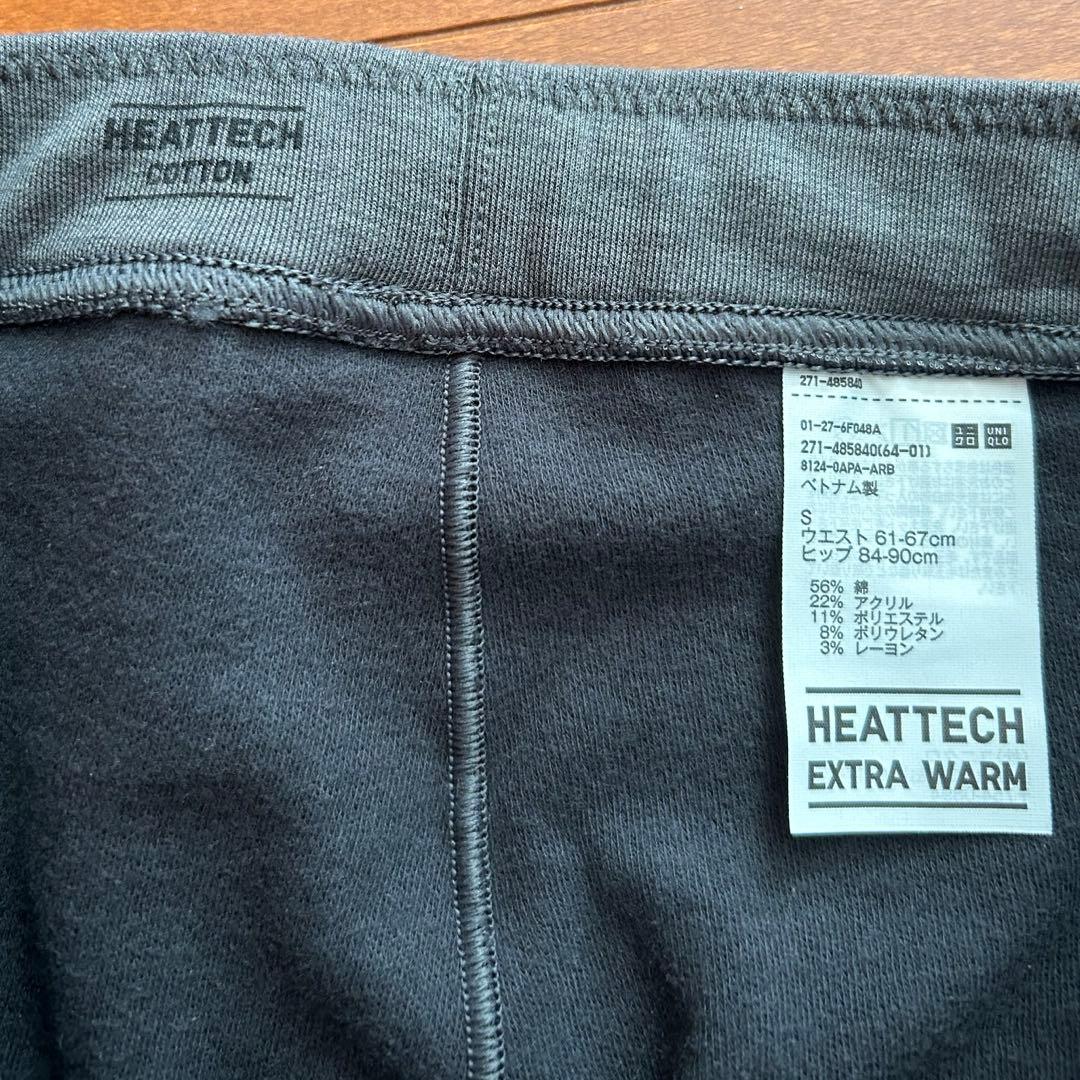 HEATTECH
COTTON
271-485840
01-27-6F048A
ユニクロ UNIQLO
271-485840(64-01)
8124-0APA-ARB
ベトナム製
S
ウエスト 61-67cm
ヒップ 84-90cm
56% 綿
22% アクリル
11% ポリエステル
8% ポリウレタン
3% レーヨン
HEATTECH
EXTRA WARM